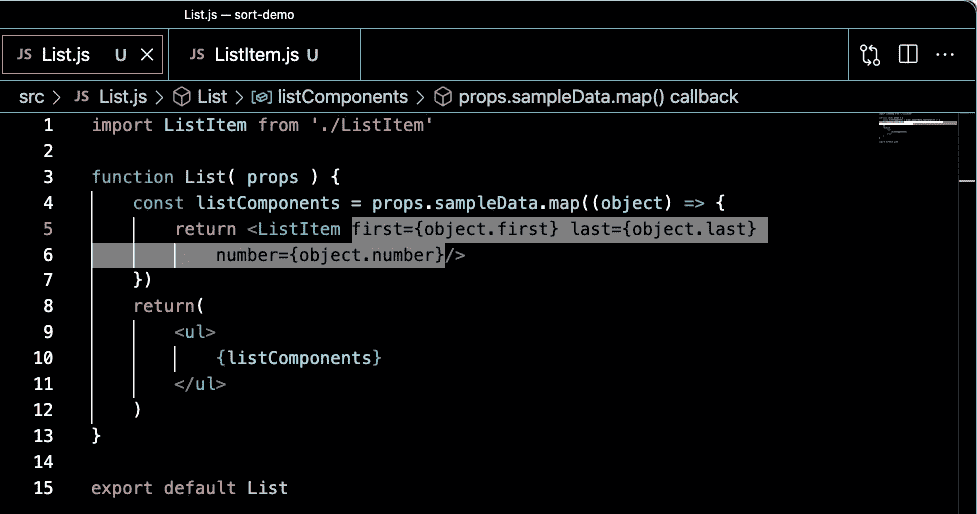 List.js — sort-demo
JS List.js U JS ListItem.js U
src > JS List.js > List > listComponents > props.sampleData.map() callback
1 import ListItem from './ListItem'
2
3 function List( props ) {
4 const listComponents = props.sampleData.map((object) => {
5 return <ListItem first={object.first} last={object.last}
6 number={object.number}/>
7 })
8 return(
9 <ul>
10 {listComponents}
11 </ul>
12 )
13 }
14
15 export default List